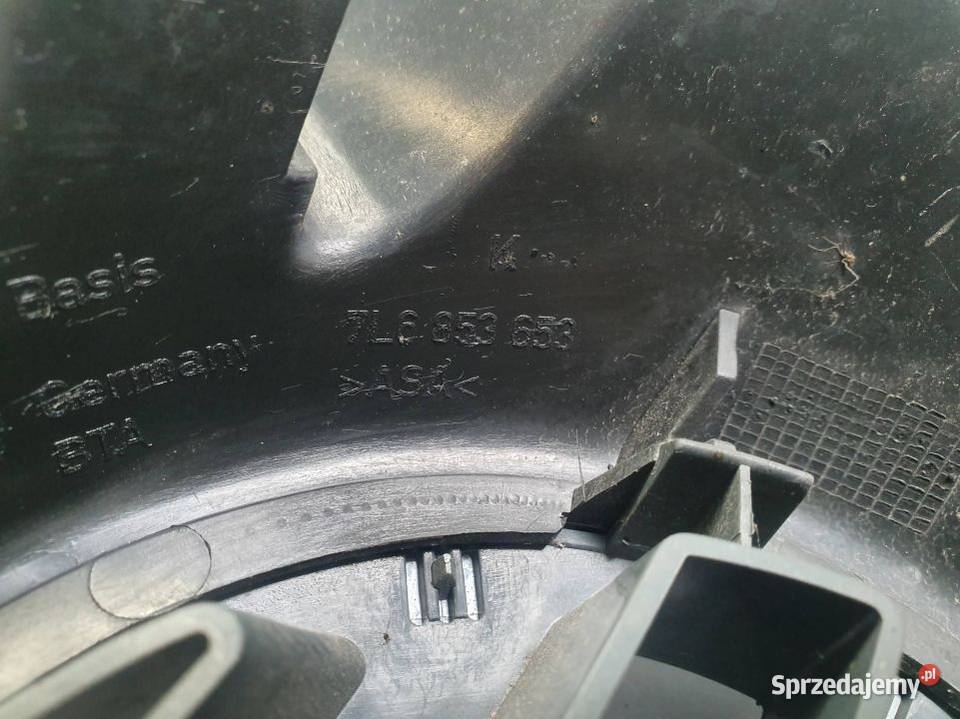 K
Basis
7L6 853 653
Germany
>ASA<
STA
Sprzedajemy.pl